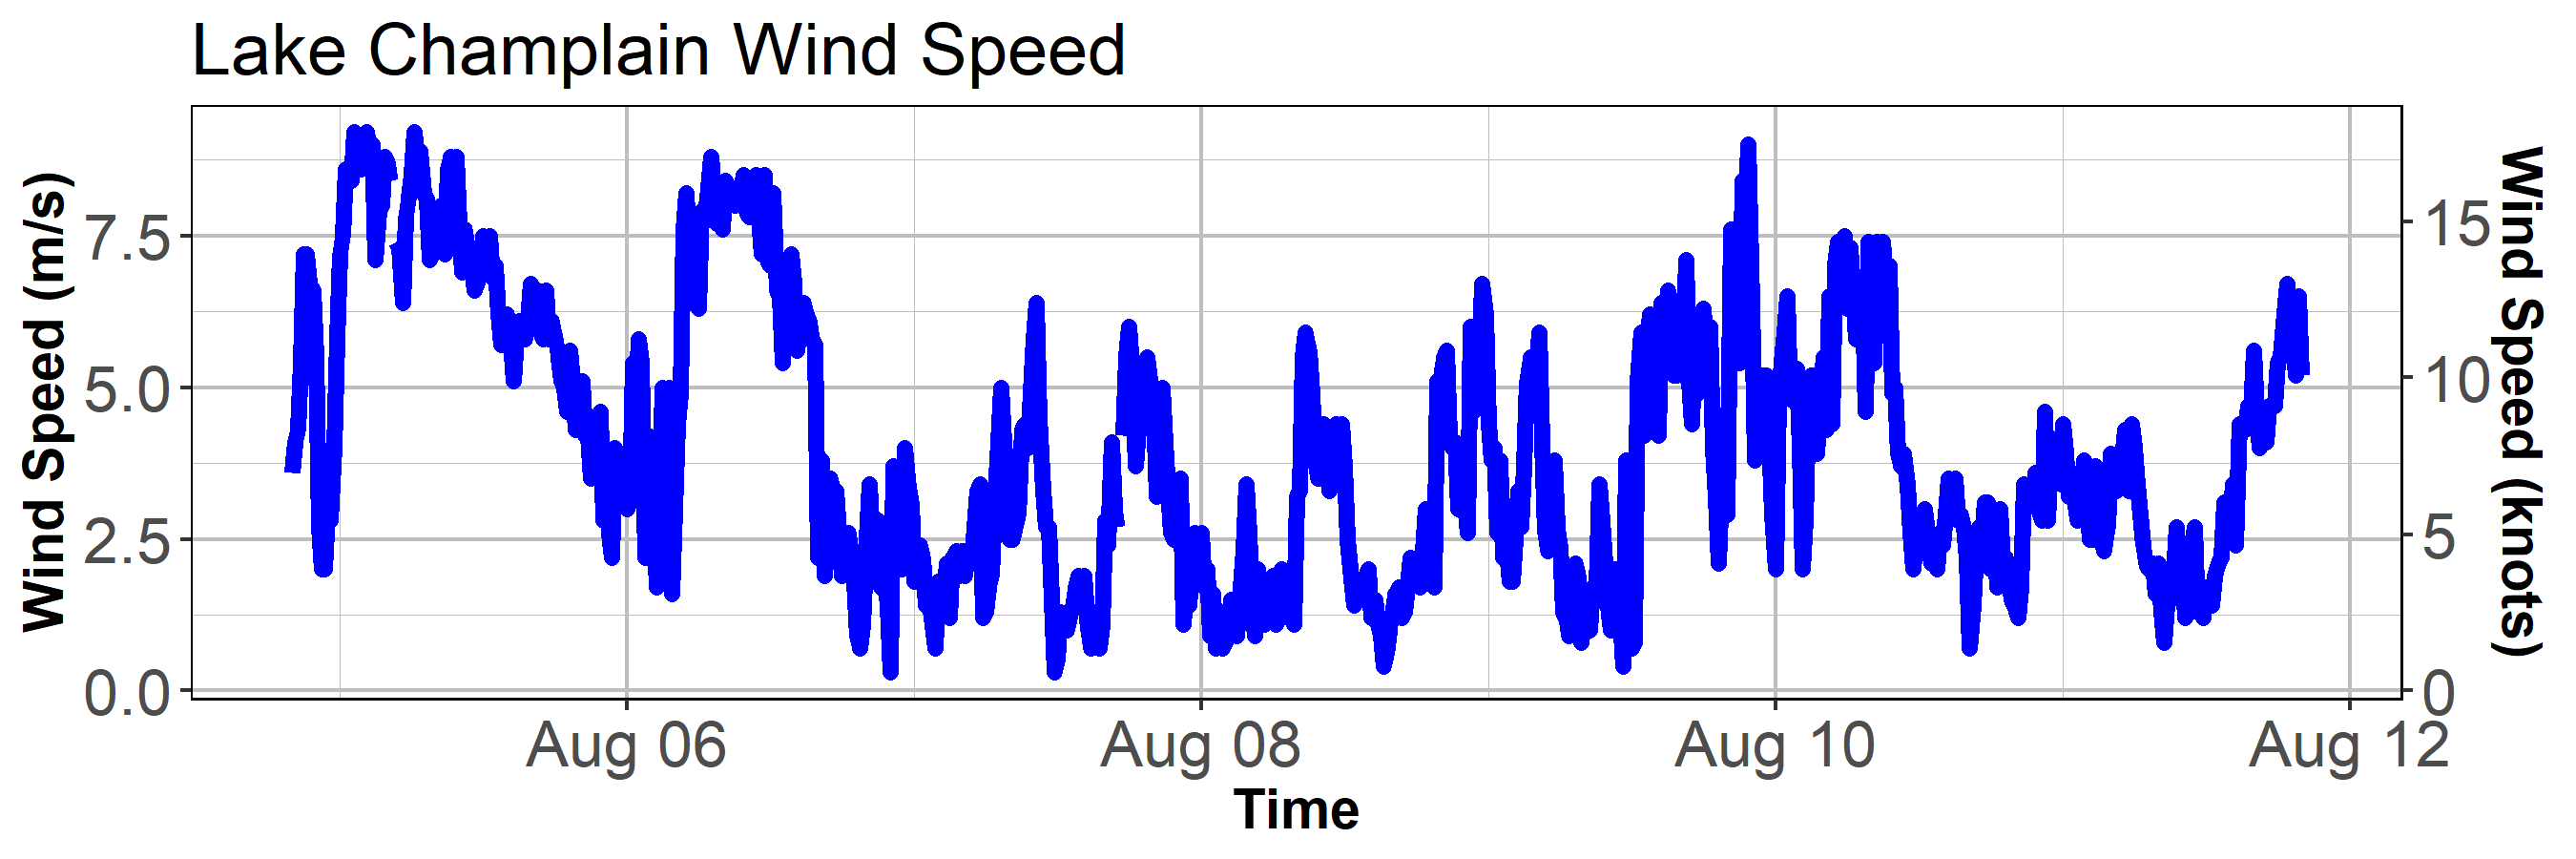 Lake Champlain Wind Speed
Wind Speed (m/s)
7.5
5.0
2.5
0.0
Wind Speed (knots)
15
10
5
0
Aug 06
Aug 08
Aug 10
Aug 12
Time